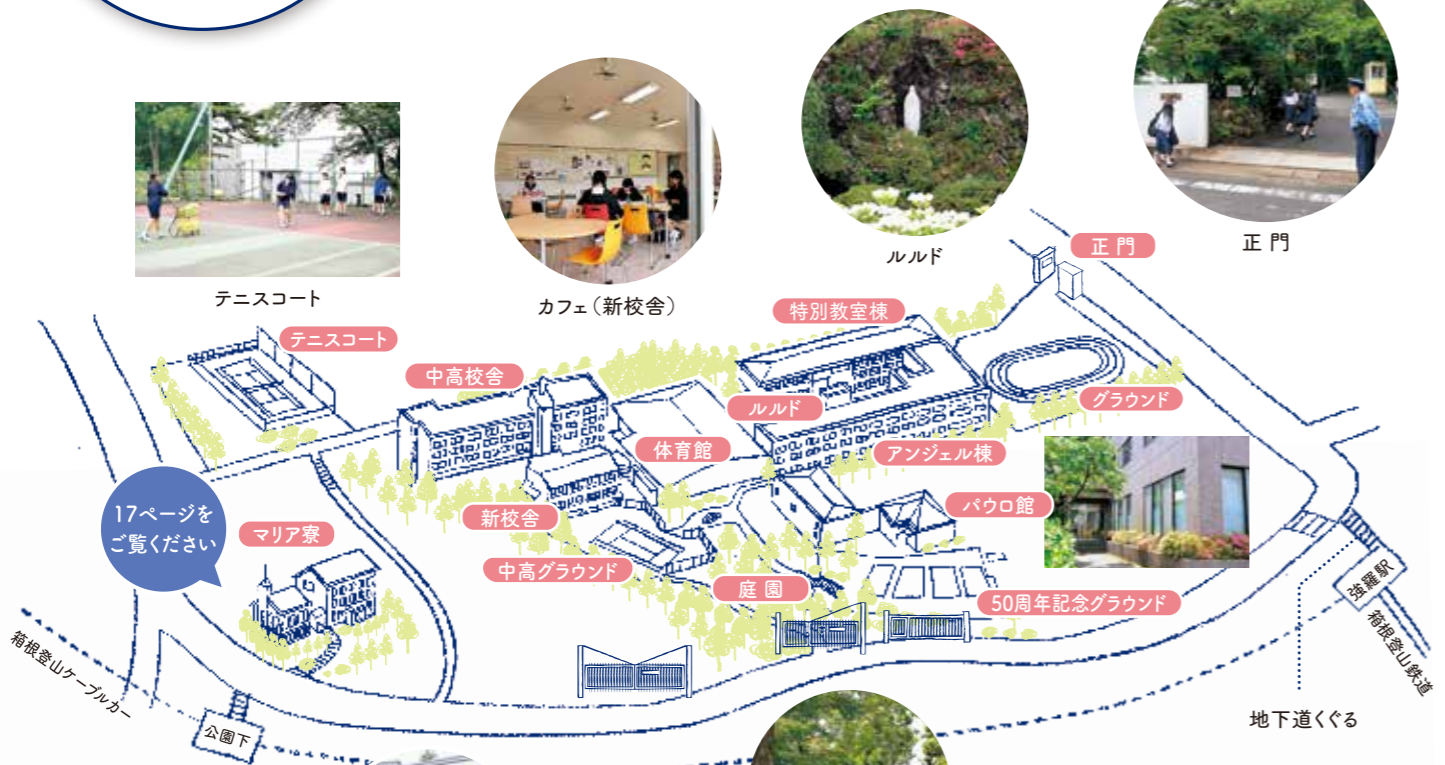 テニスコート
カフェ（新校舎）
ルルド
正門
正門
特別教室棟
テニスコート
中高校舎
ルルド
グラウンド
体育館
アンジェル棟
新校舎
パウロ館
17ページを
ご覧ください
マリア寮
中高グラウンド
庭園
50周年記念グラウンド
強羅駅
箱根登山鉄道
箱根登山ケーブルカー
公園下
地下道くぐる